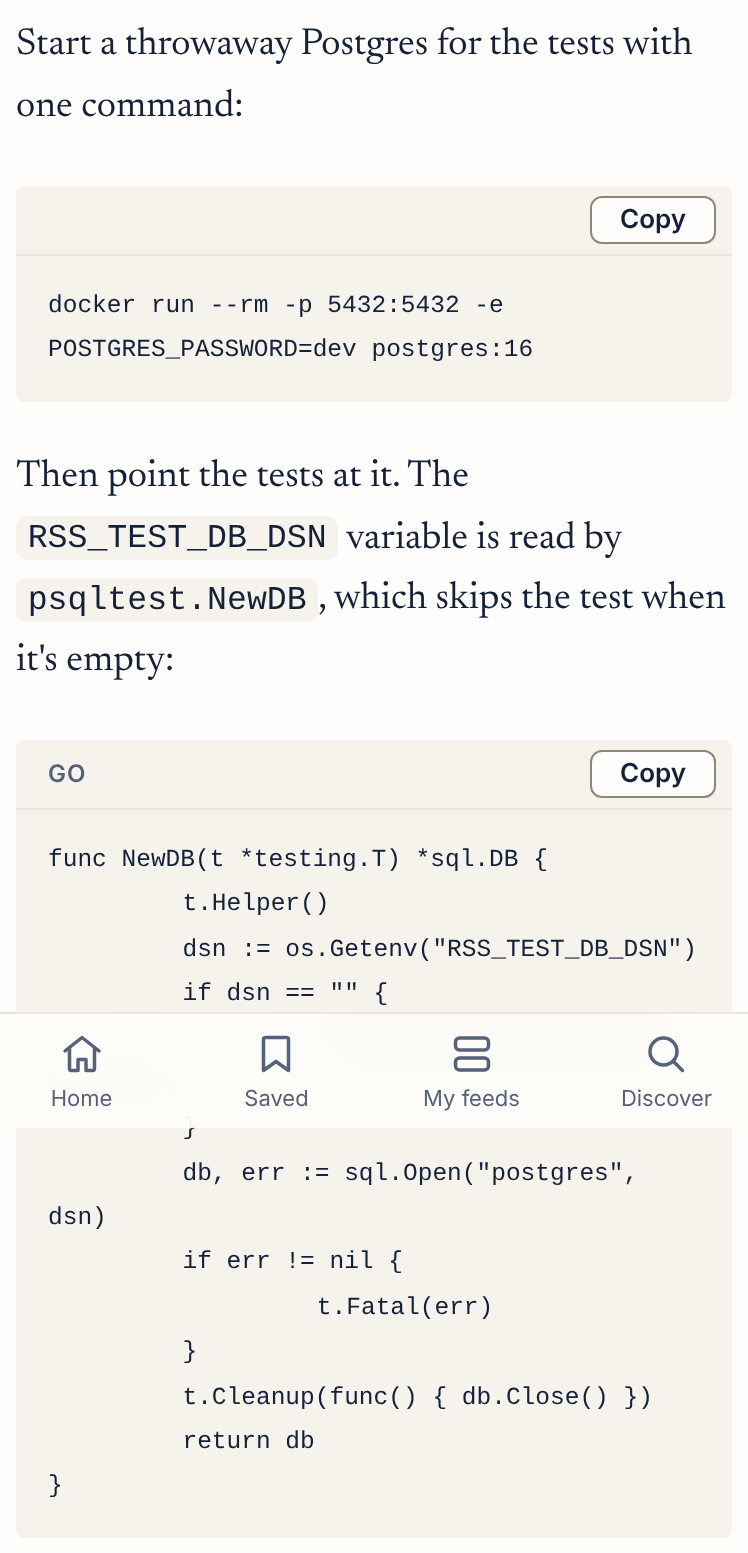 Start a throwaway Postgres for the tests with
one command:
Copy
docker run --rm -p 5432:5432 -e
POSTGRES_PASSWORD=dev postgres:16
Then point the tests at it. The
RSS_TEST_DB_DSN variable is read by
psqltest.NewDB, which skips the test when
it's empty:
GO
Copy
func NewDB(t *testing.T) *sql.DB {
t.Helper()
dsn := os.Getenv("RSS_TEST_DB_DSN")
if dsn == "" {
Home
Saved
My feeds
Discover
}
db, err := sql.Open("postgres",
dsn)
if err != nil {
t.Fatal(err)
}
t.Cleanup(func() { db.Close() })
return db
}